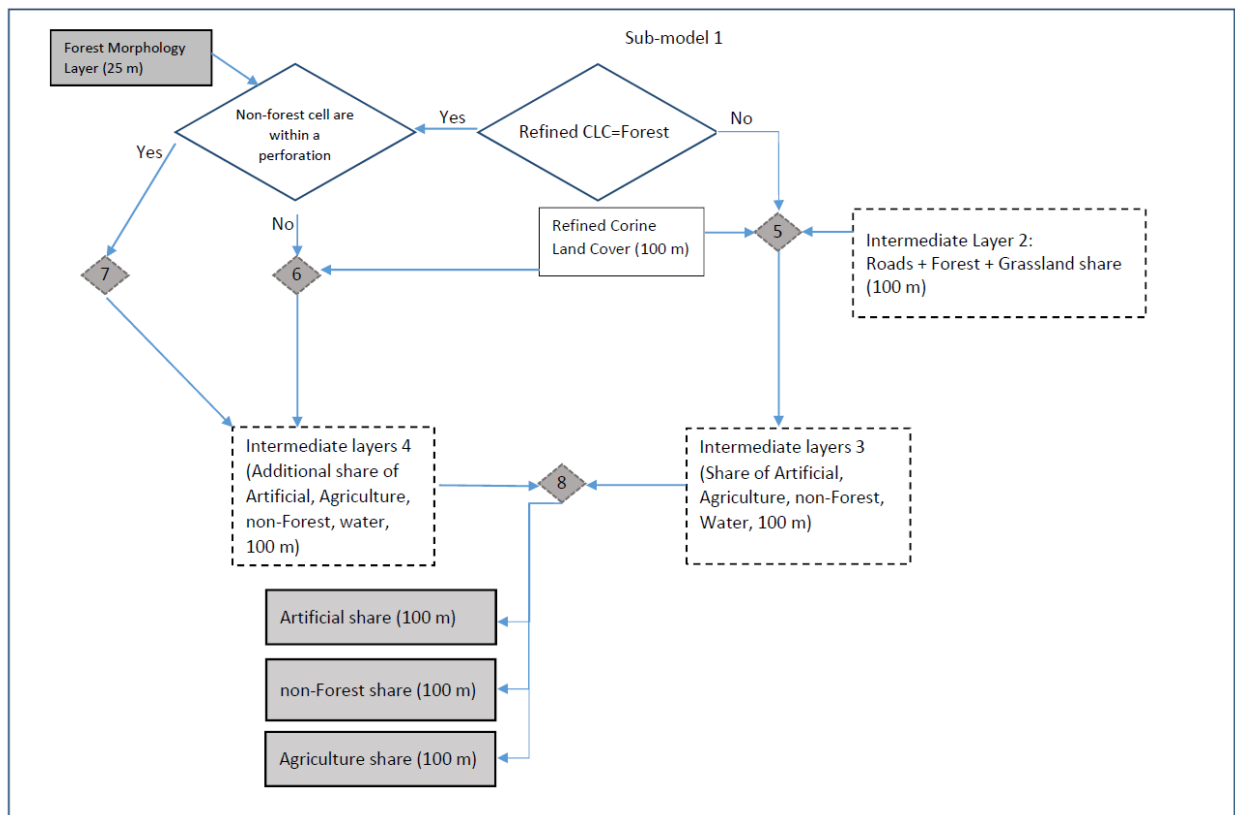 Sub-model 1
Forest Morphology
Layer (25 m)
Non-forest cell are
within a
perforation
Yes
Refined CLC=Forest
No
Yes
No
Refined Corine
Land Cover (100 m)
5
Intermediate Layer 2:
Roads + Forest + Grassland share
(100 m)
7
6
Intermediate layers 4
(Additional share of
Artificial, Agriculture,
non-Forest, water,
100 m)
8
Intermediate layers 3
(Share of Artificial,
Agriculture, non-Forest,
Water, 100 m)
Artificial share (100 m)
non-Forest share (100 m)
Agriculture share (100 m)